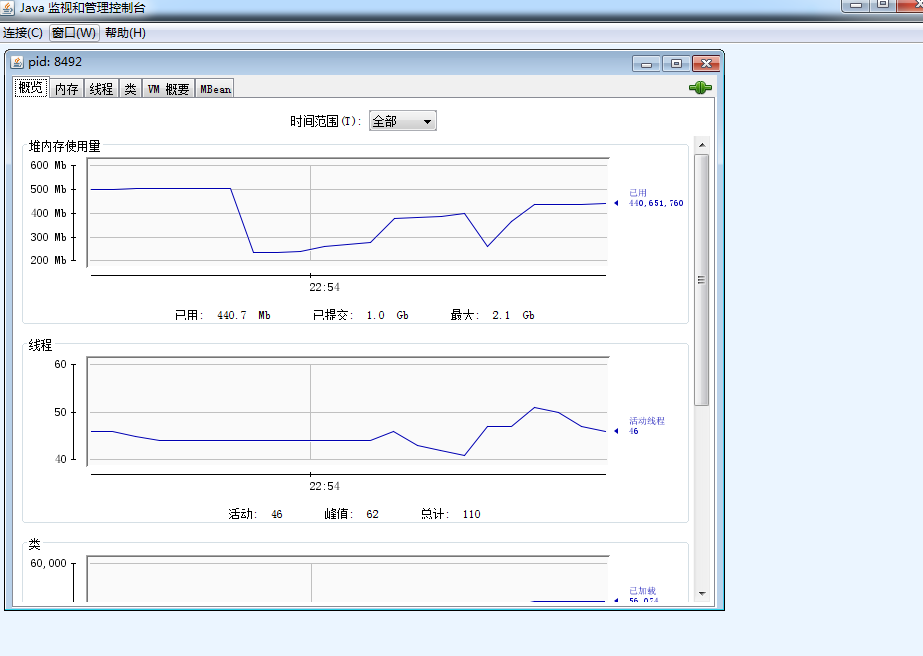 Java 监视和管理控制台
连接(C) 窗口(W) 帮助(H)
pid: 8492
概览 内存 线程 类 VM 概要 MBean
时间范围(T): 全部
堆内存使用量
600 Mb
500 Mb
400 Mb
300 Mb
200 Mb
已用
440,651,760
22:54
已用: 440.7 Mb 已提交: 1.0 Gb 最大: 2.1 Gb
线程
60
50
40
活动线程
46
22:54
活动: 46 峰值: 62 总计: 110
类
60,000
已加载